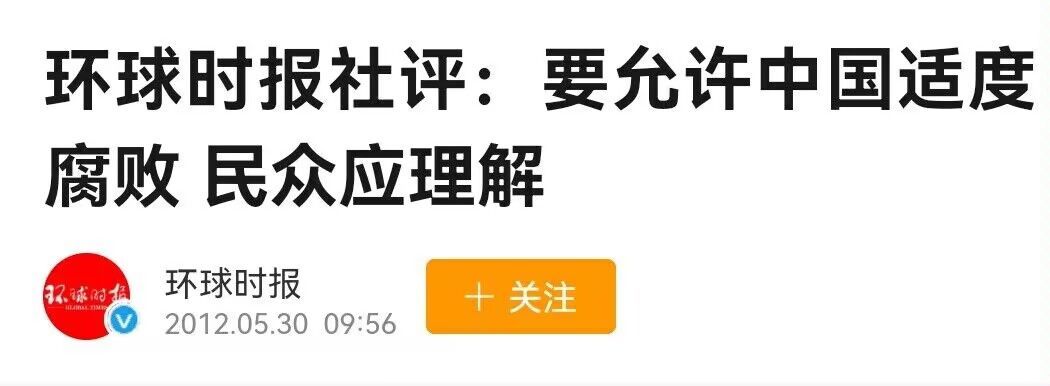 环球时报社评：要允许中国适度
腐败 民众应理解
环球时报
GLOBAL TIMES
环球时报
2012.05.30 09:56
＋ 关注